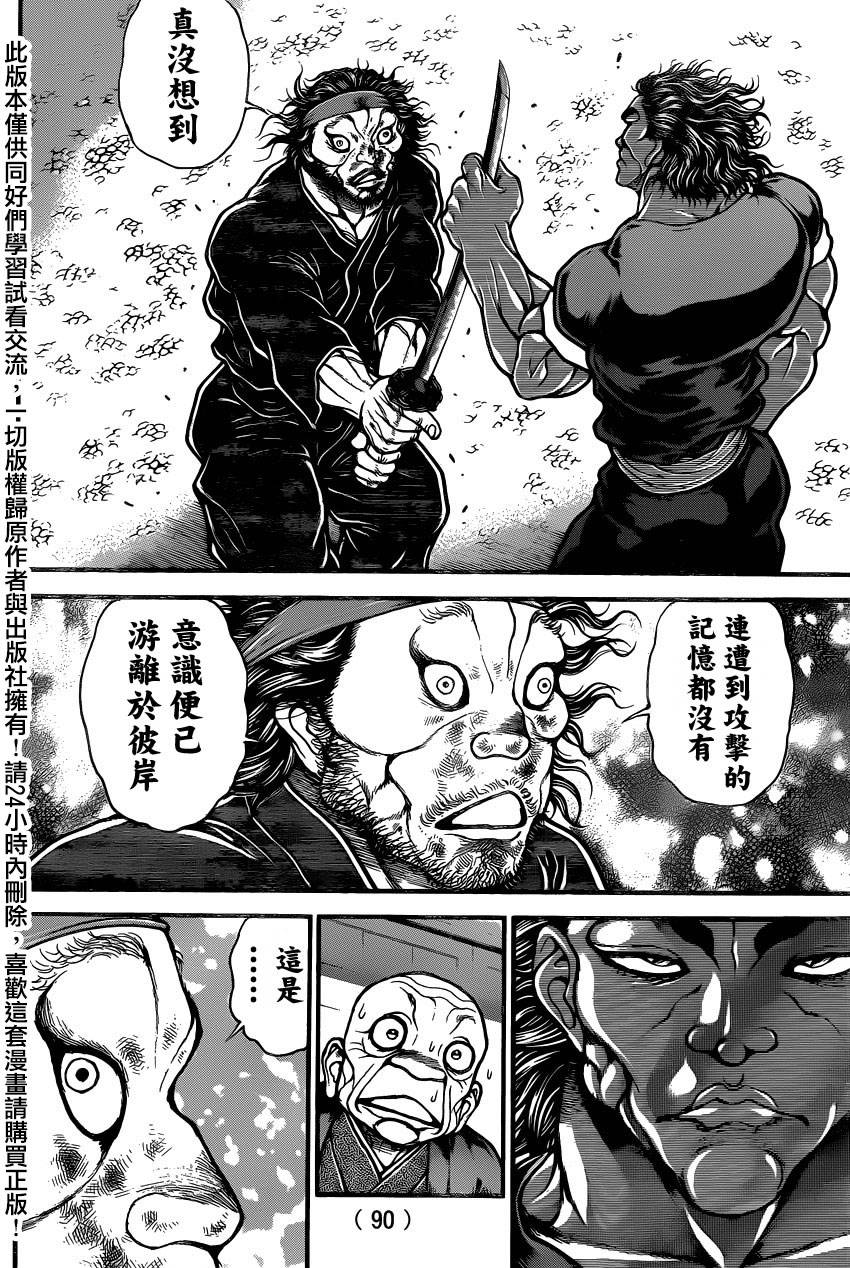 真沒想到
連遭到攻擊的
記憶都沒有
意識便已
游離於彼岸
這是
……
（90）
此版本僅供同好們學習試看交流，一切版權歸原作者與出版社擁有！請24小時內刪除，喜歡這套漫畫請購買正版！